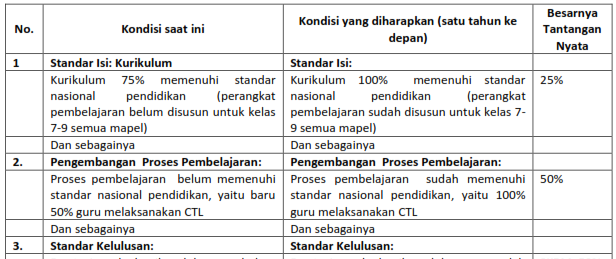 No. Kondisi saat ini Kondisi yang diharapkan (satu tahun ke depan) Besarnya Tantangan Nyata
1 Standar Isi: Kurikulum Standar Isi:
Kurikulum 75% memenuhi standar
nasional pendidikan (perangkat
pembelajaran belum disusun untuk kelas
7-9 semua mapel)
Kurikulum 100% memenuhi standar
nasional pendidikan (perangkat
pembelajaran sudah disusun untuk kelas 7-
9 semua mapel)
25%
Dan sebagainya Dan sebagainya
2. Pengembangan Proses Pembelajaran: Pengembangan Proses Pembelajaran:
Proses pembelajaran belum memenuhi
standar nasional pendidikan, yaitu baru
50% guru melaksanakan CTL
Proses pembelajaran sudah memenuhi
standar nasional pendidikan, yaitu 100%
guru melaksanakan CTL
50%
Dan sebagainya Dan sebagainya
3. Standar Kelulusan: Standar Kelulusan: